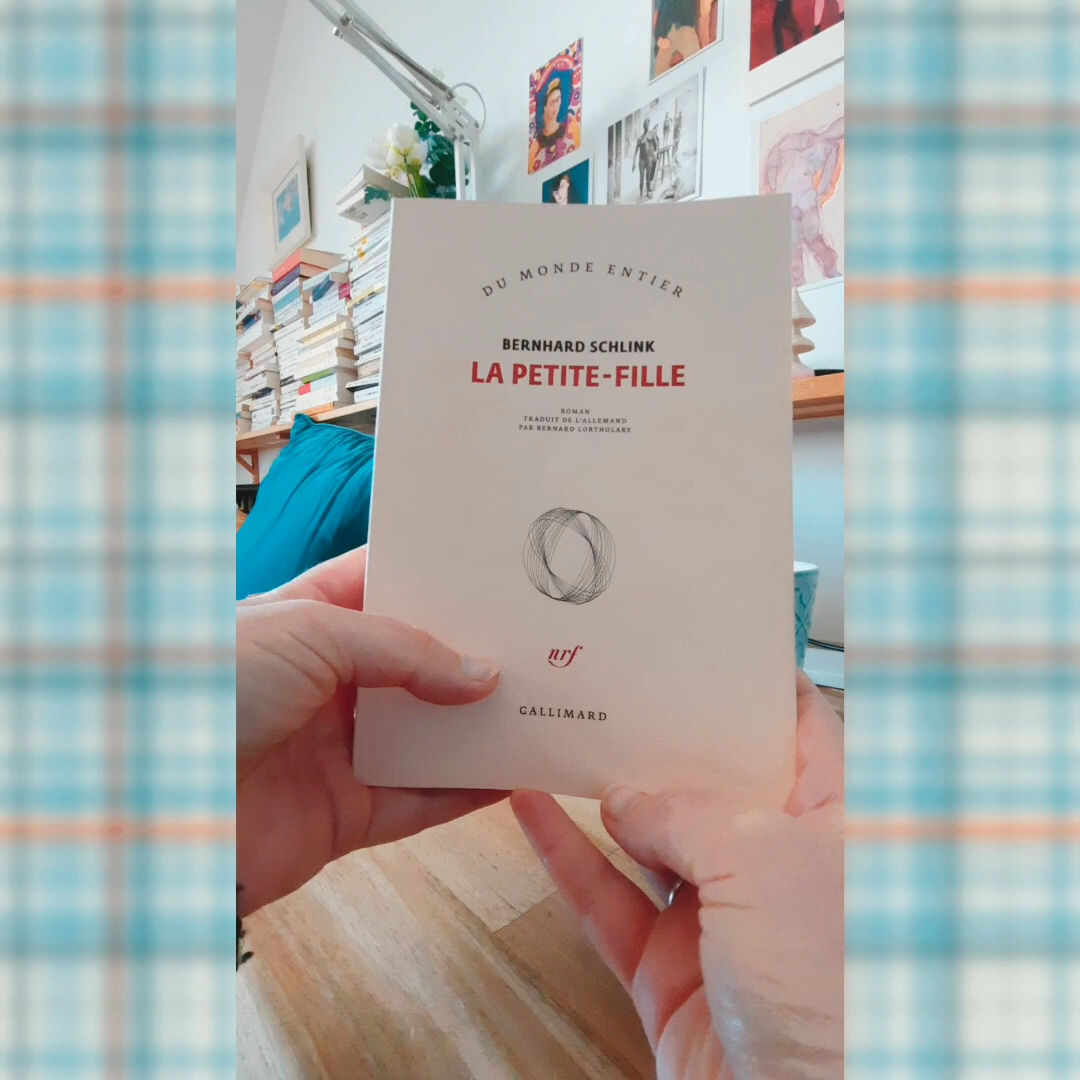 DU MONDE ENTIER
BERNHARD SCHLINK
LA PETITE-FILLE
ROMAN
TRADUIT DE L'ALLEMAND
PAR BERNARD LORTHOLARY
nrf
GALLIMARD